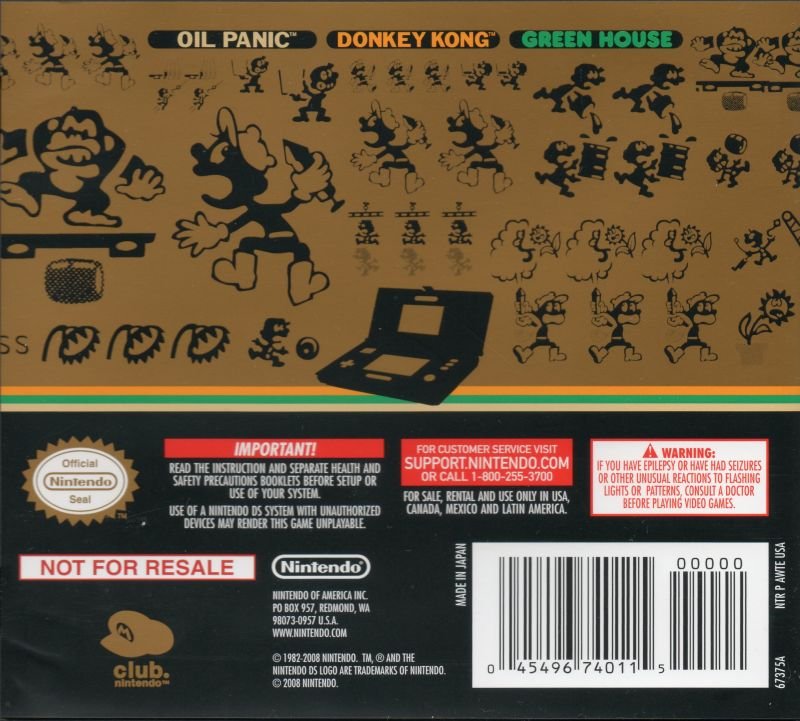 OIL PANIC™ DONKEY KONG™ GREEN HOUSE
SS
Official
Nintendo®
Seal
™
IMPORTANT!
READ THE INSTRUCTION AND SEPARATE HEALTH AND
SAFETY PRECAUTIONS BOOKLETS BEFORE SETUP OR
USE OF YOUR SYSTEM.
USE OF A NINTENDO DS SYSTEM WITH UNAUTHORIZED
DEVICES MAY RENDER THIS GAME UNPLAYABLE.
FOR CUSTOMER SERVICE VISIT
SUPPORT.NINTENDO.COM
OR CALL 1-800-255-3700
FOR SALE, RENTAL AND USE ONLY IN USA,
CANADA, MEXICO AND LATIN AMERICA.
WARNING:
IF YOU HAVE EPILEPSY OR HAVE HAD SEIZURES
OR OTHER UNUSUAL REACTIONS TO FLASHING
LIGHTS OR PATTERNS, CONSULT A DOCTOR
BEFORE PLAYING VIDEO GAMES.
NOT FOR RESALE
M
club.
nintendo™
Nintendo®
NINTENDO OF AMERICA INC.
PO BOX 957, REDMOND, WA
98073-0957 U.S.A.
WWW.NINTENDO.COM
© 1982-2008 NINTENDO. TM, ® AND THE
NINTENDO DS LOGO ARE TRADEMARKS OF NINTENDO.
© 2008 NINTENDO.
MADE IN JAPAN
00000
0 45496 74011 5
67375A NTR P AWTE USA